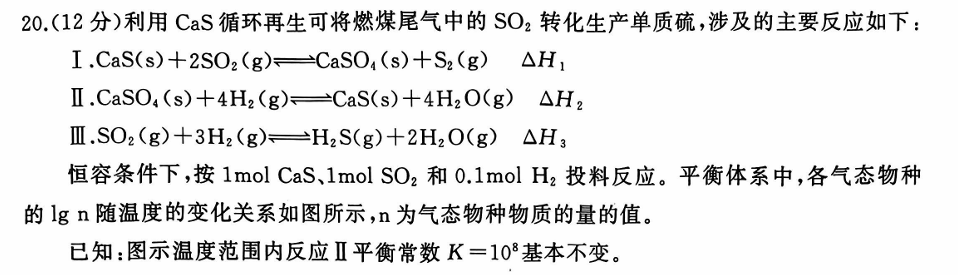 20.(12分)利用CaS循环再生可将燃煤尾气中的SO₂转化生产单质硫,涉及的主要反应如下:
Ⅰ.CaS(s)+2SO₂(g)⇌CaSO₄(s)+S₂(g) ΔH₁
Ⅱ.CaSO₄(s)+4H₂(g)⇌CaS(s)+4H₂O(g) ΔH₂
Ⅲ.SO₂(g)+3H₂(g)⇌H₂S(g)+2H₂O(g) ΔH₃
恒容条件下,按1mol CaS、1mol SO₂和0.1mol H₂投料反应。平衡体系中,各气态物种
的lg n随温度的变化关系如图所示,n为气态物种物质的量的值。
已知:图示温度范围内反应Ⅱ平衡常数K=10⁸基本不变。